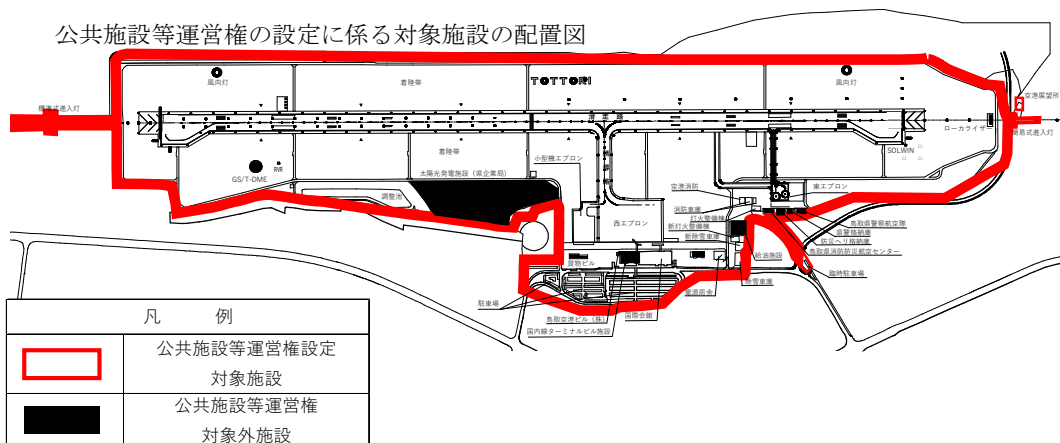 公共施設等運営権の設定に係る対象施設の配置図
風向灯
着陸帯
TOTTORI
風向灯
空港展望所
標準式進入灯
滑走路
ローカライザー
簡易式進入灯
着陸帯
小型機エプロン
SOLWIN
GS/T-DME
RVR
太陽光発電施設（県企業局）
調整池
空港消防
東エプロン
消防車庫
灯火整備棟
新灯火整備棟
新除雪車庫
西エプロン
鳥取県警察航空隊
県警格納庫
防災ヘリ格納庫
鳥取県消防防災航空センター
給油施設
貨物ビル
臨時駐車場
電源局舎
除雪車庫
駐車場
鳥取空港ビル（株）
国際会館
国内線ターミナルビル施設
凡 例
公共施設等運営権設定
対象施設
公共施設等運営権
対象外施設